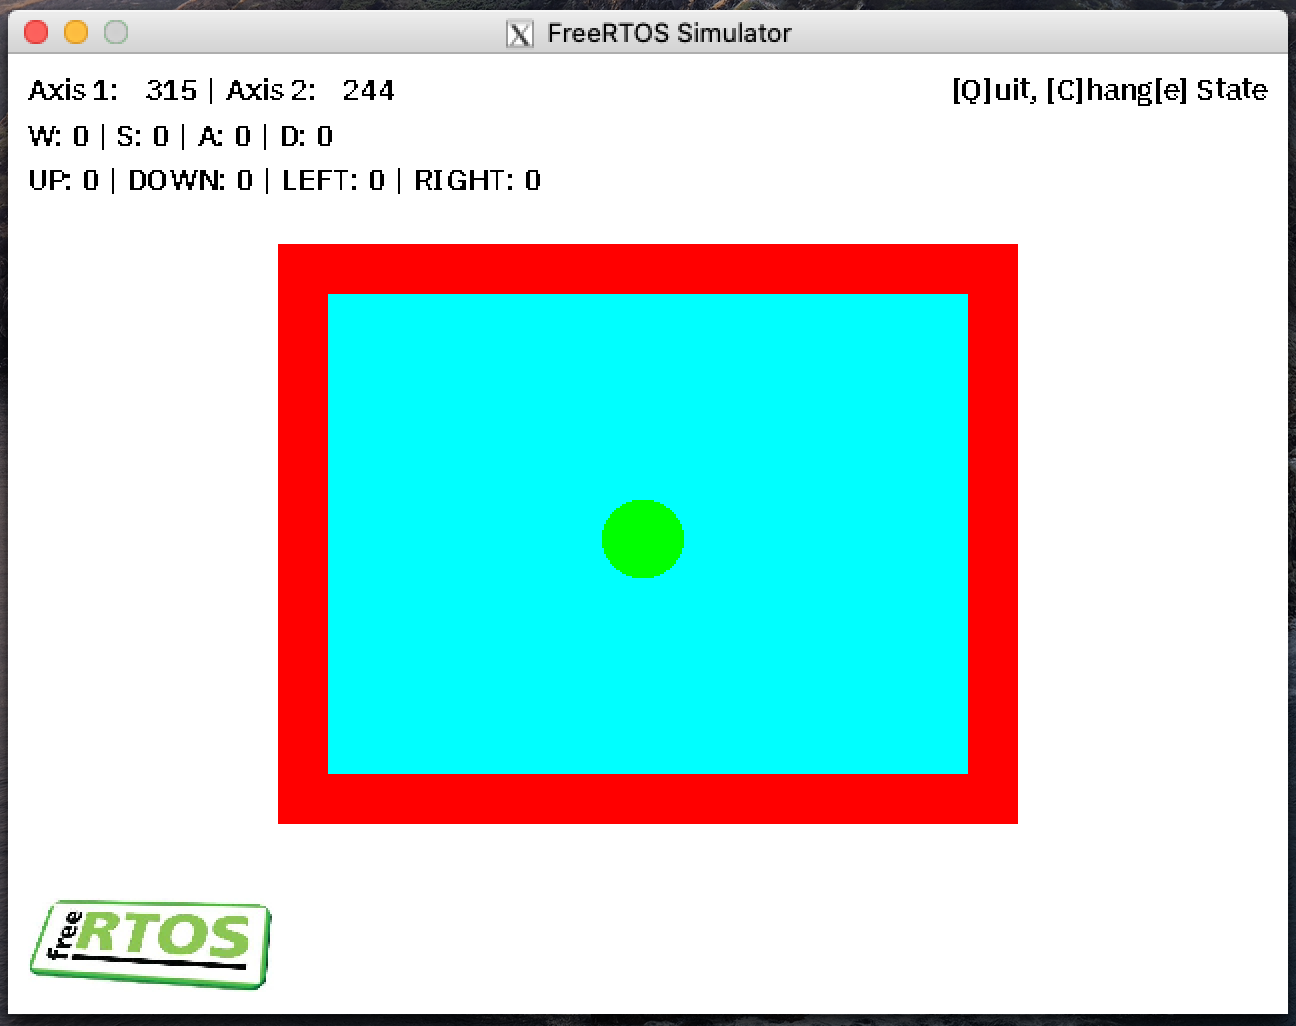 FreeRTOS Simulator
Axis 1: 315 | Axis 2: 244
[Q]uit, [C]hang[e] State
W: 0 | S: 0 | A: 0 | D: 0
UP: 0 | DOWN: 0 | LEFT: 0 | RIGHT: 0
free RTOS